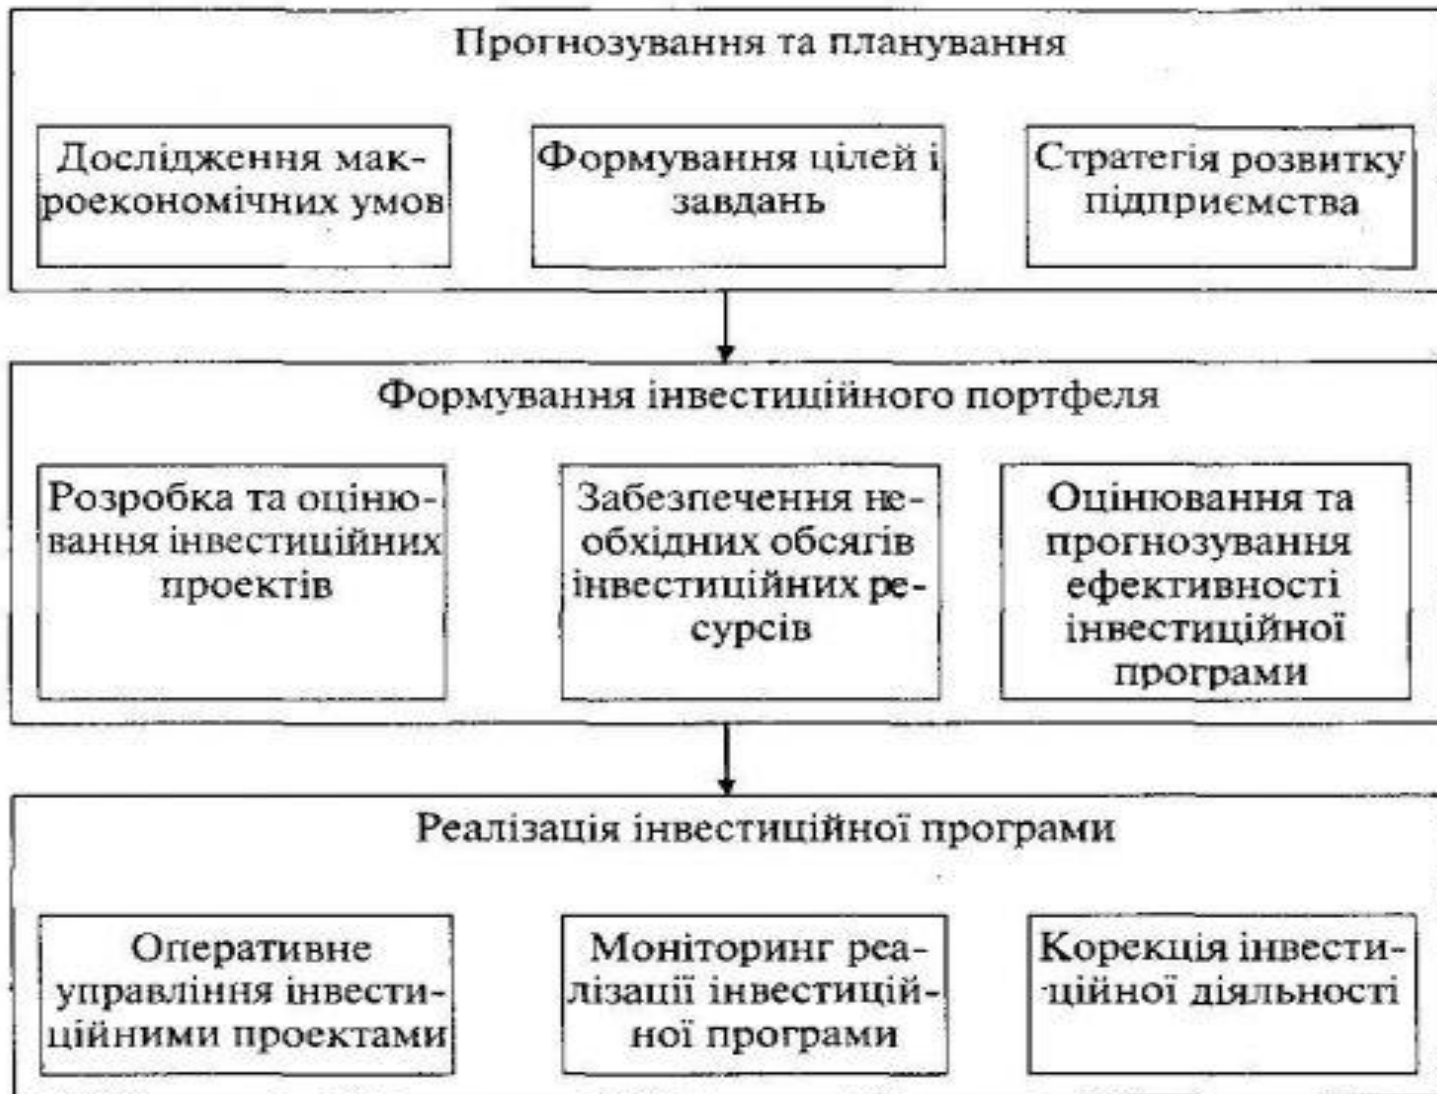 Прогнозування та планування
Дослідження мак-
роекономічних умов
Формування цілей і
завдань
Стратегія розвитку
підприємства
Формування інвестиційного портфеля
Розробка та оціню-
вання інвестиційних
проектів
Забезпечення не-
обхідних обсягів
інвестиційних ре-
сурсів
Оцінювання та
прогнозування
ефективності
інвестиційної
програми
Реалізація інвестиційної програми
Оперативне
управління інвести-
ційними проектами
Моніторинг реа-
лізації інвестицій-
ної програми
Корекція інвести-
ційної діяльності